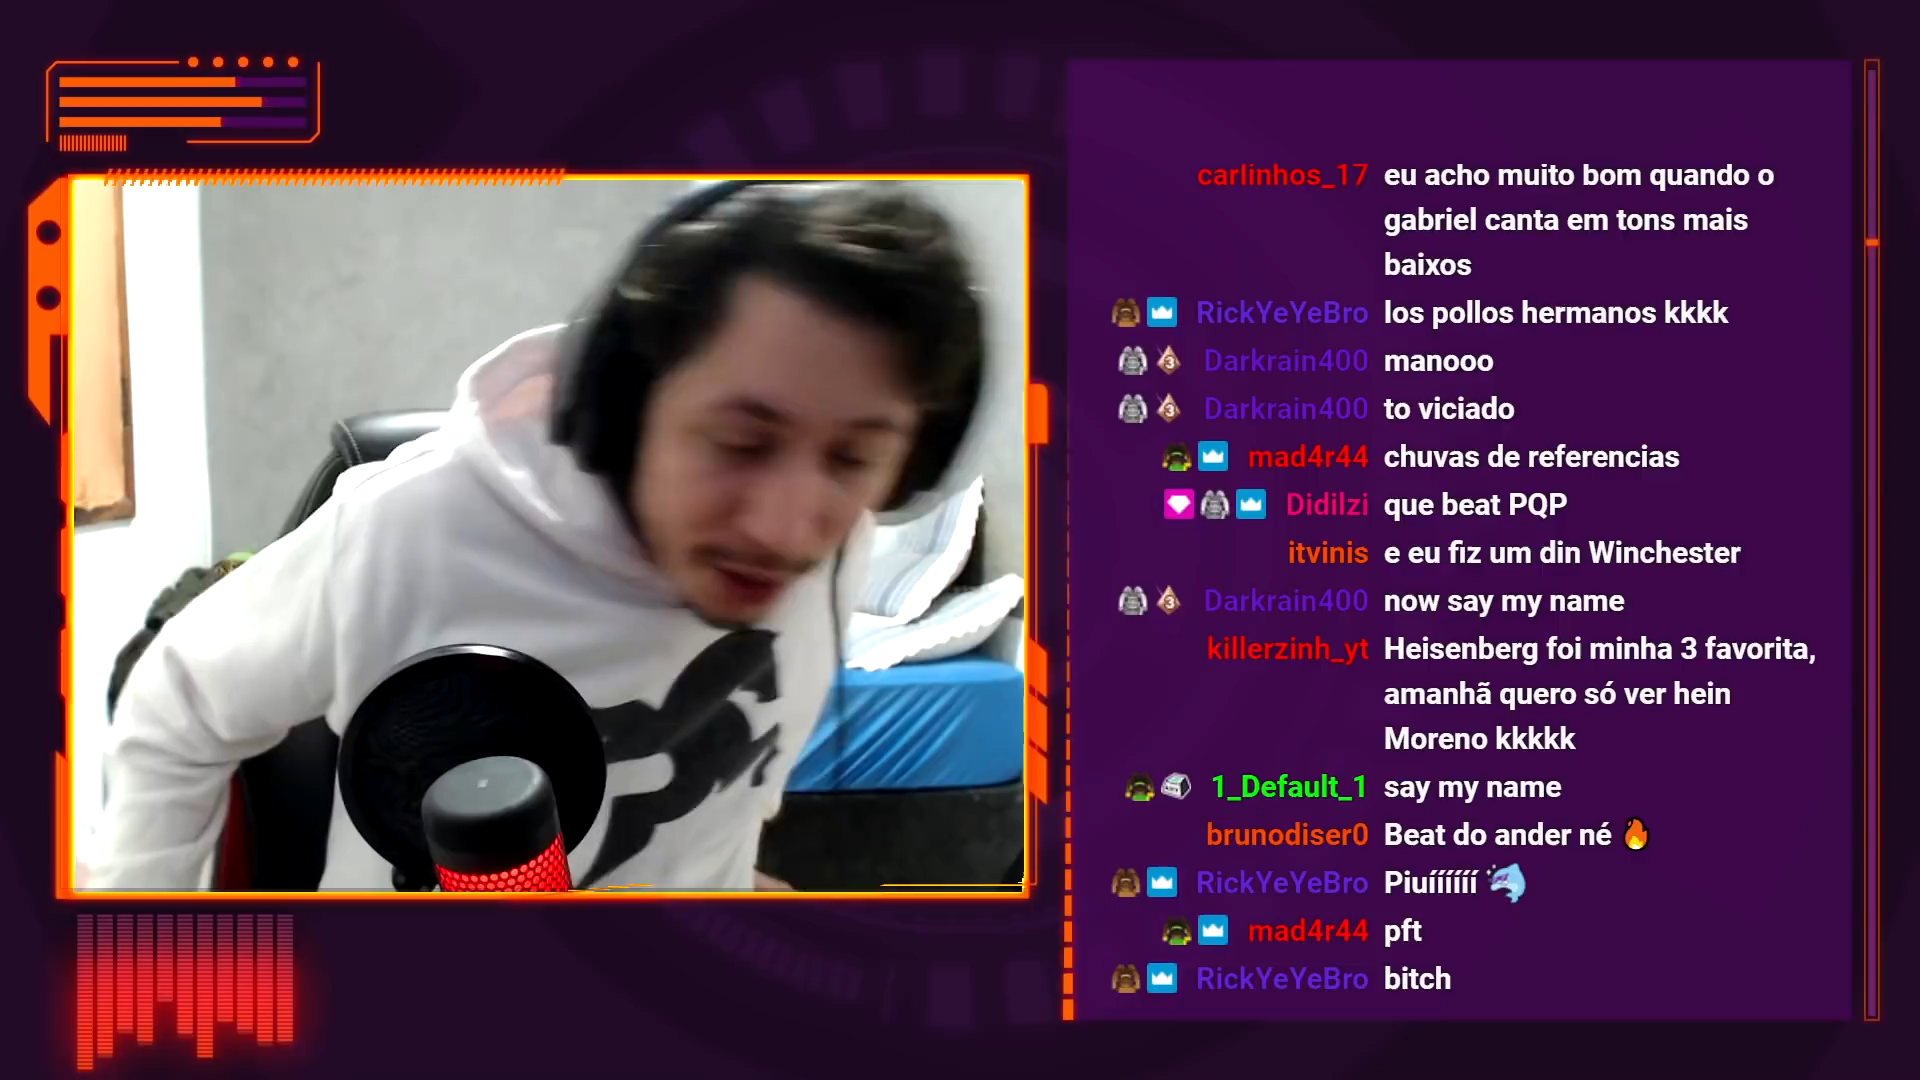 carlinhos_17 eu acho muito bom quando o
gabriel canta em tons mais
baixos
RickYeYeBro los pollos hermanos kkkk
Darkrain400 manooo
Darkrain400 to viciado
mad4r44 chuvas de referencias
Didilzi que beat PQP
itvinis e eu fiz um din Winchester
Darkrain400 now say my name
killerzinh_yt Heisenberg foi minha 3 favorita,
amanhã quero só ver hein
Moreno kkkkk
1_Default_1 say my name
brunodiser0 Beat do ander né 🔥
RickYeYeBro Piuíííííí
mad4r44 pft
RickYeYeBro bitch